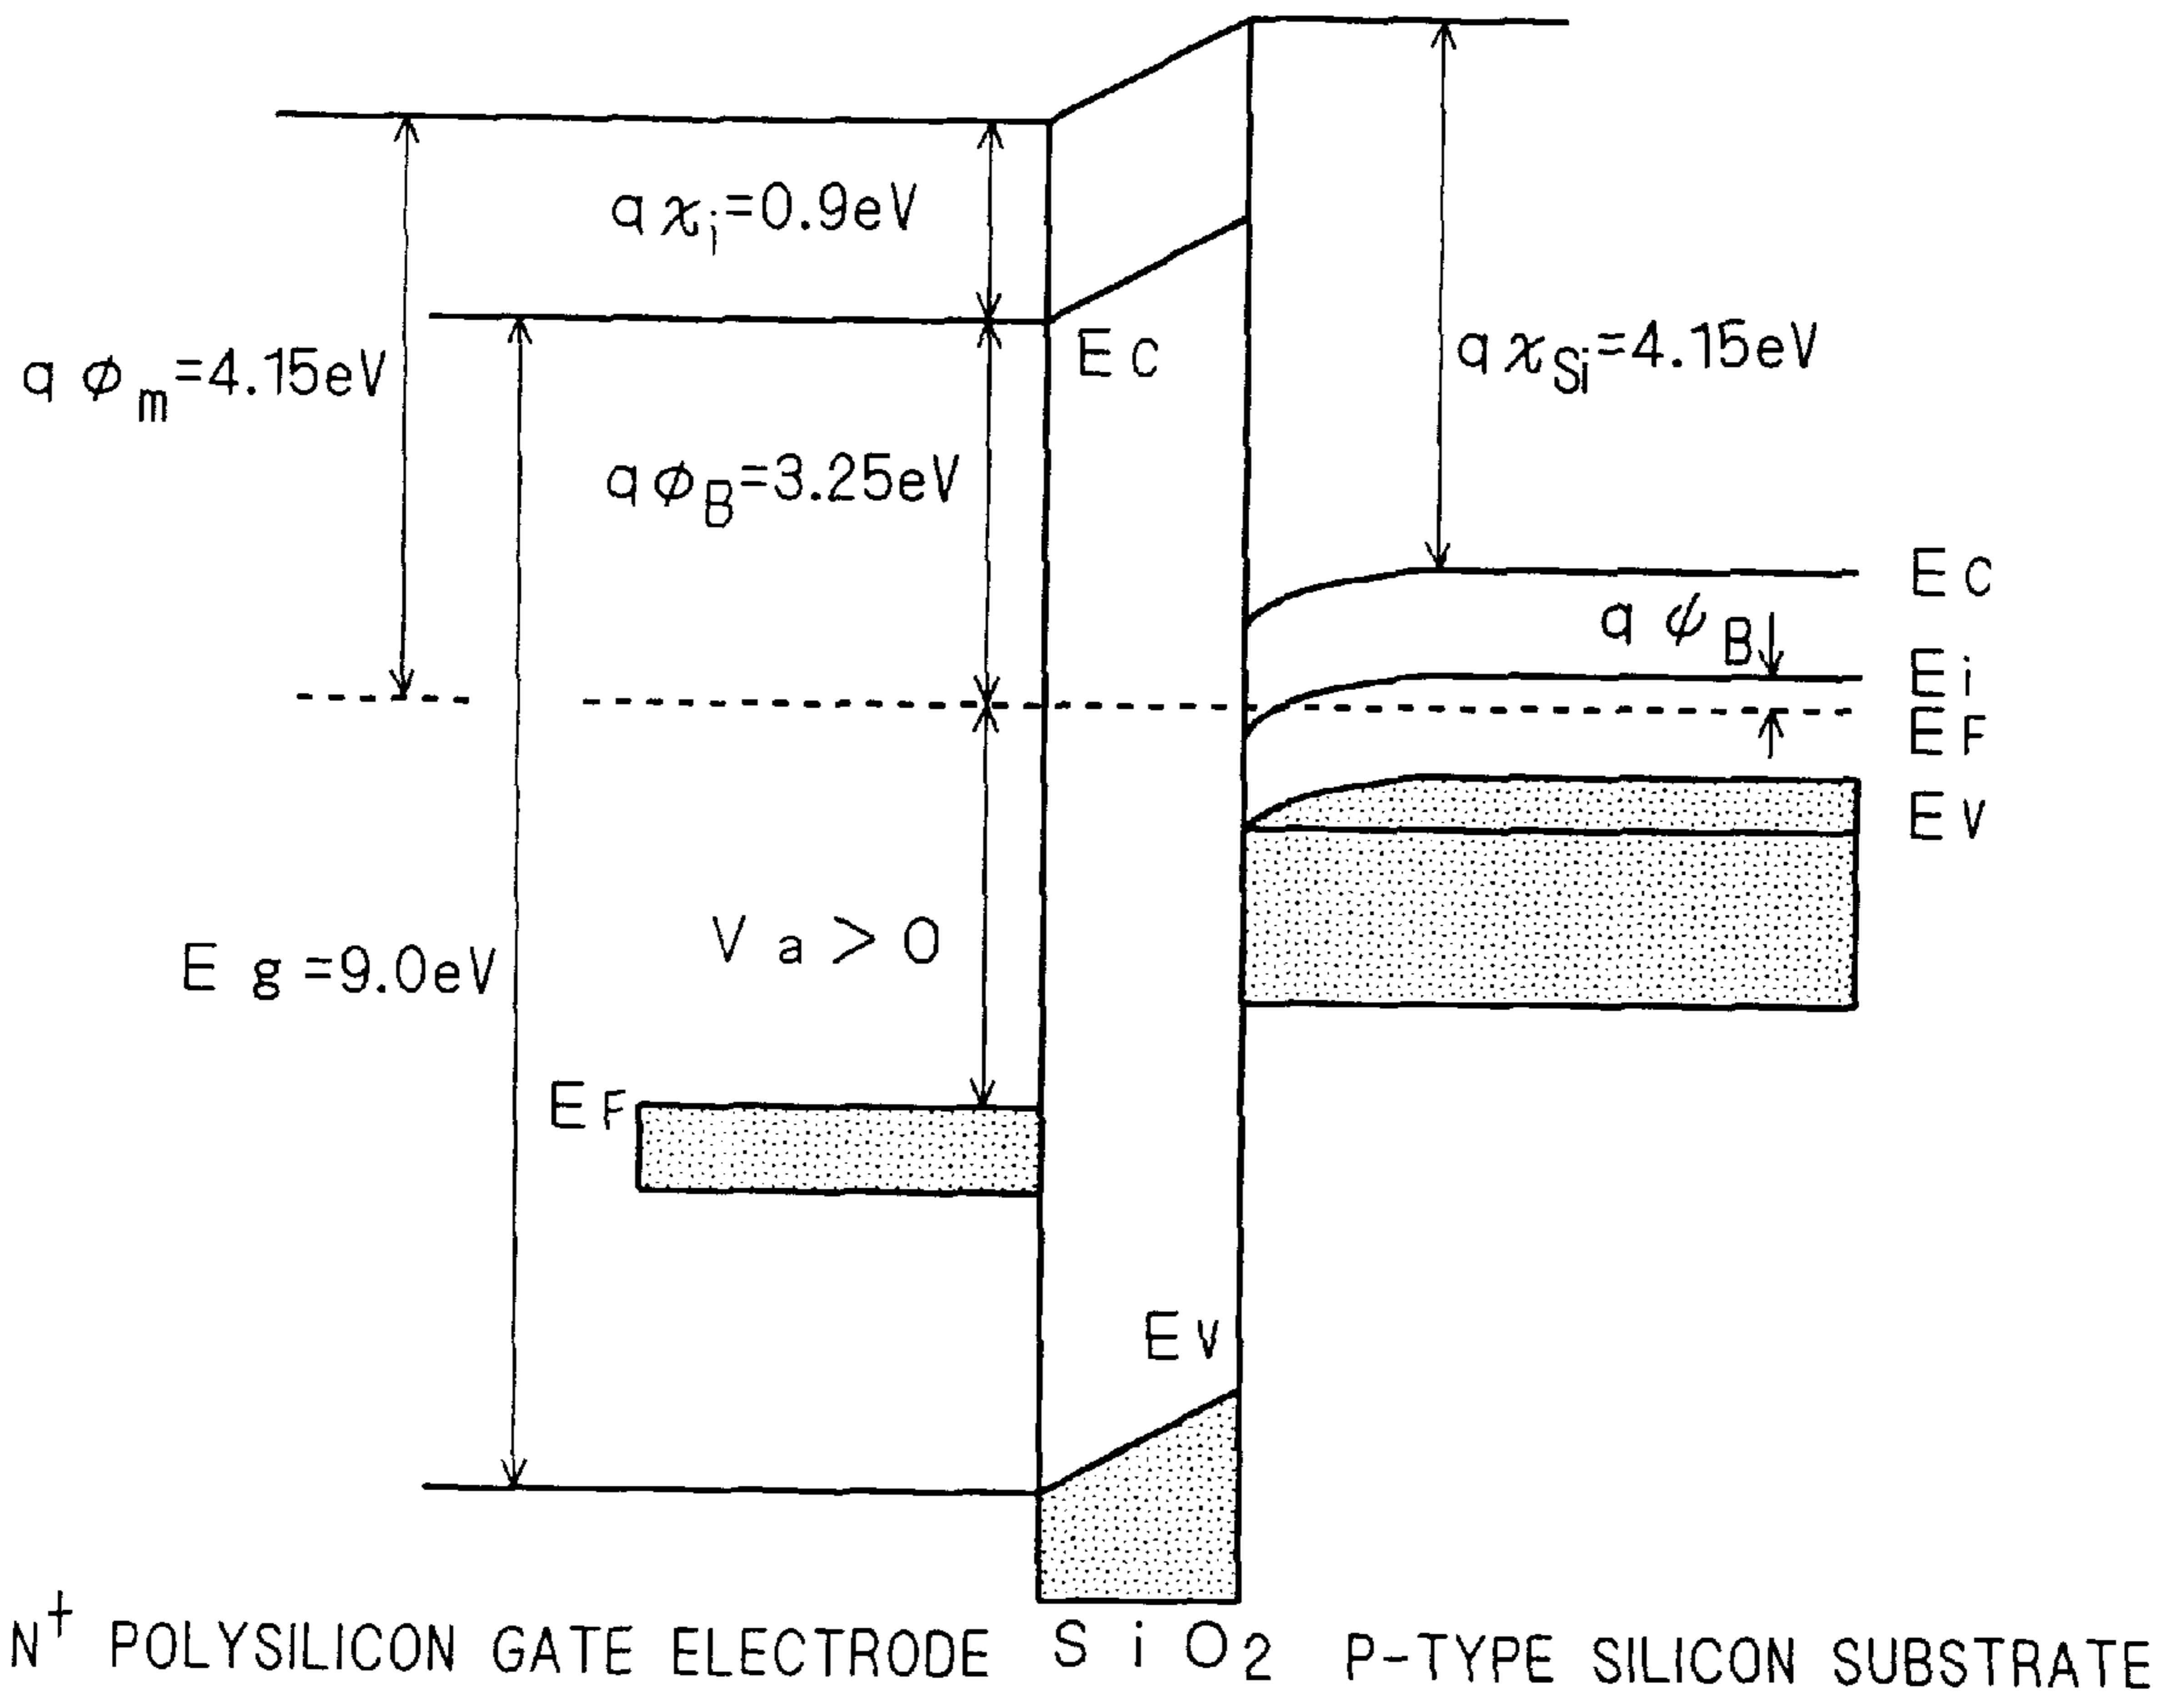 qχi=0.9eV
EC
qϕm=4.15eV
qχSi=4.15eV
qϕB=3.25eV
EC
qψB
Ei
EF
EV
Va>0
Eg=9.0eV
EF
EV
N+ POLYSILICON GATE ELECTRODE SiO2 P-TYPE SILICON SUBSTRATE